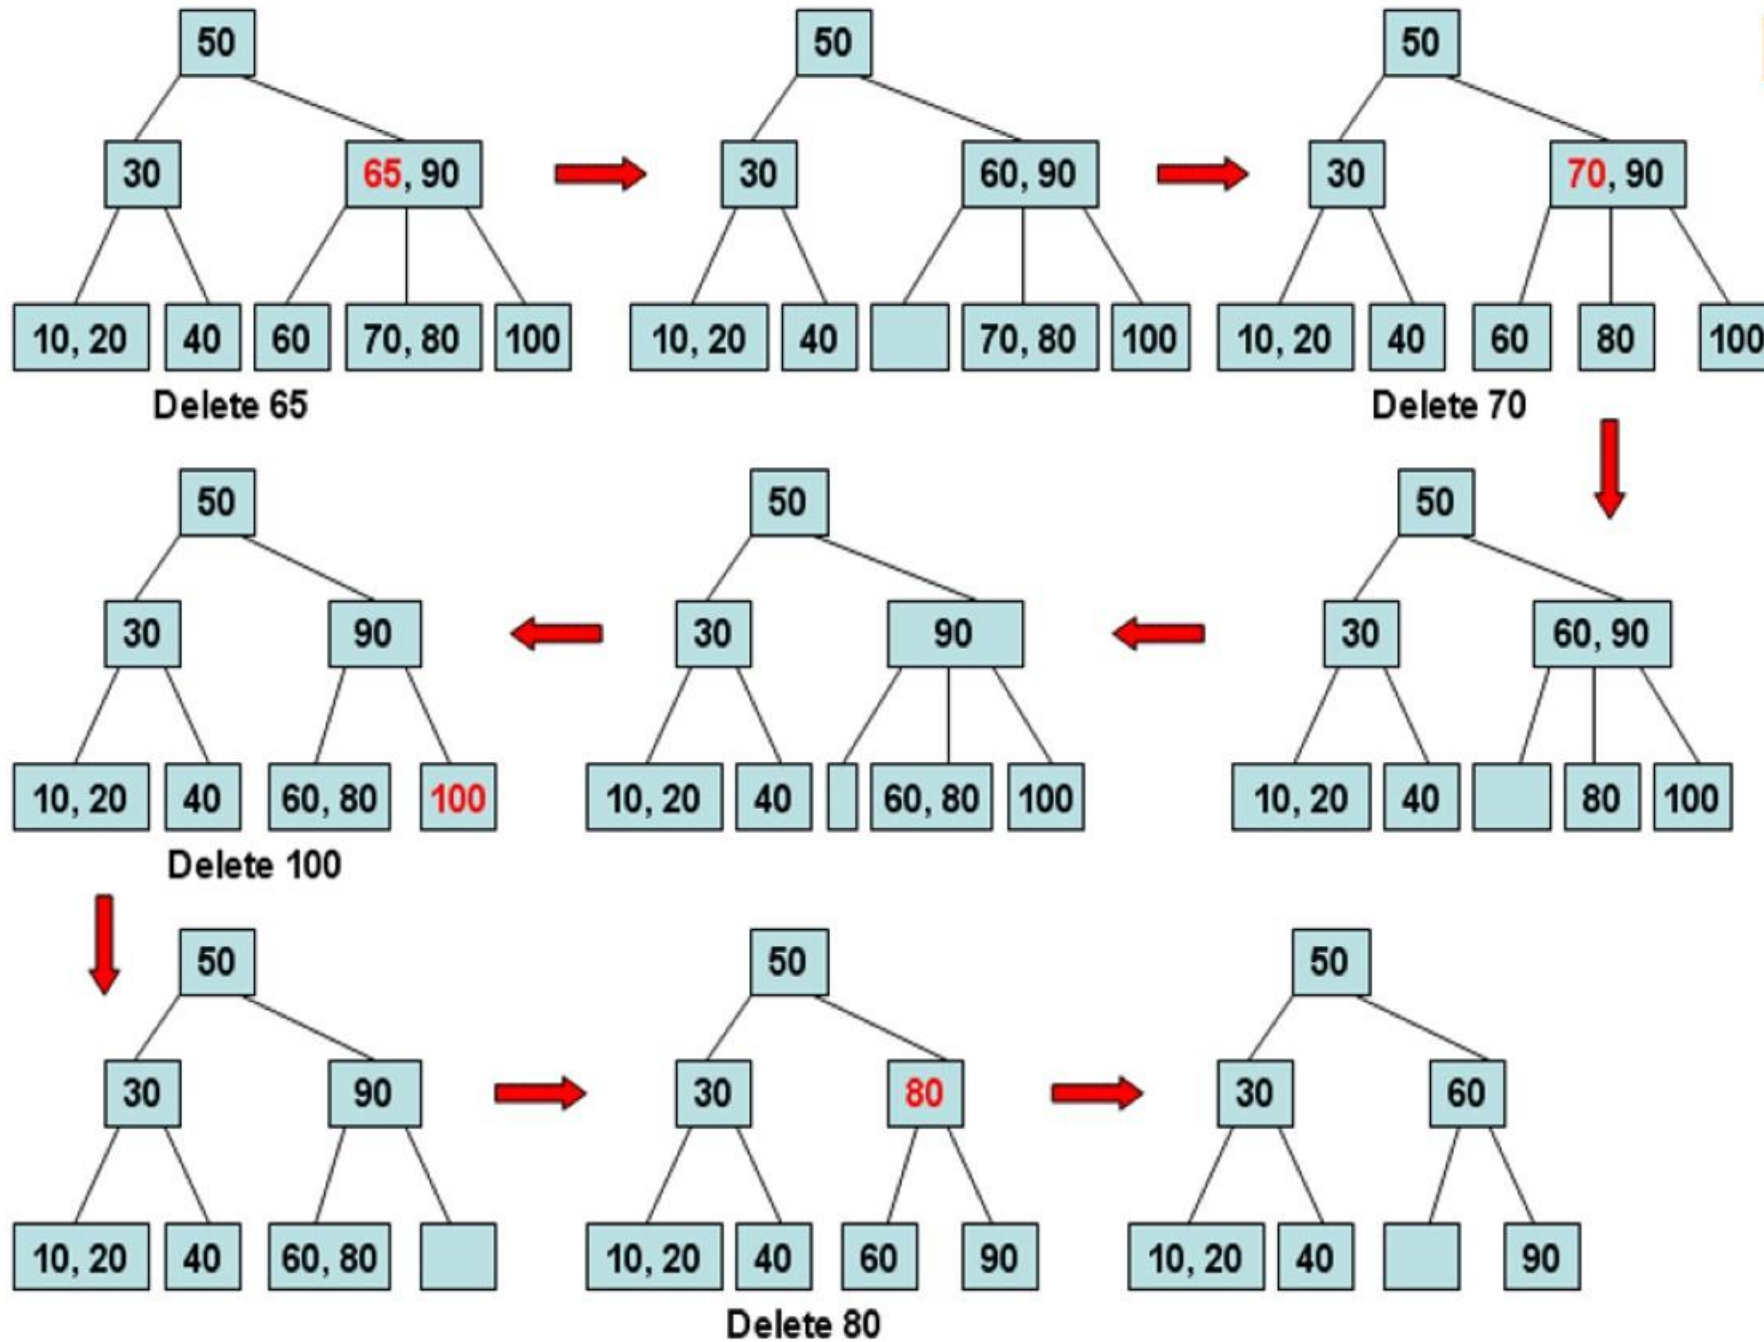 50 50 50
30 65, 90 30 60, 90 30 70, 90
10, 20 40 60 70, 80 100 10, 20 40 70, 80 100 10, 20 40 60 80 100
Delete 65 Delete 70
50 50 50
30 90 30 90 30 60, 90
10, 20 40 60, 80 100 10, 20 40 60, 80 100 10, 20 40 80 100
Delete 100
50 50 50
30 90 30 80 30 60
10, 20 40 60, 80 10, 20 40 60 90 10, 20 40 90
Delete 80